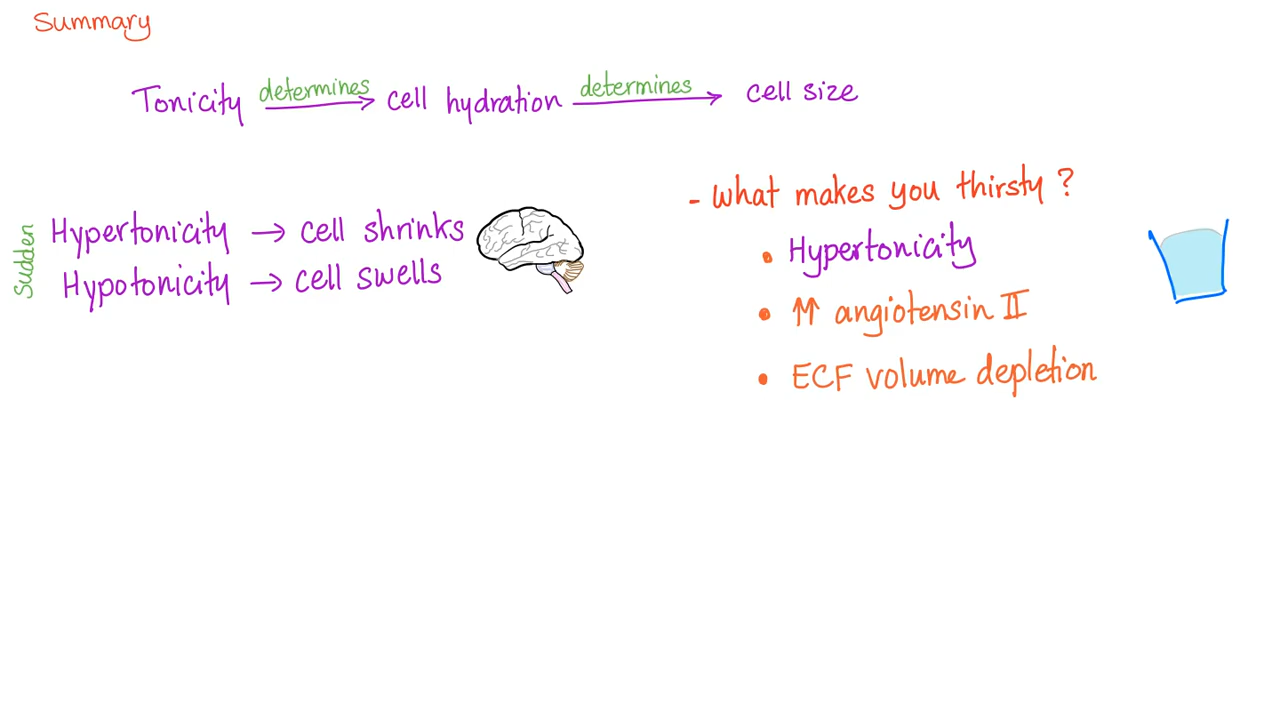 Summary
Tonicity determines → cell hydration determines → cell size
Sudden
Hypertonicity → cell shrinks
Hypotonicity → cell swells
- What makes you thirsty ?
• Hypertonicity
• ⇈ angiotensin II
• ECF volume depletion